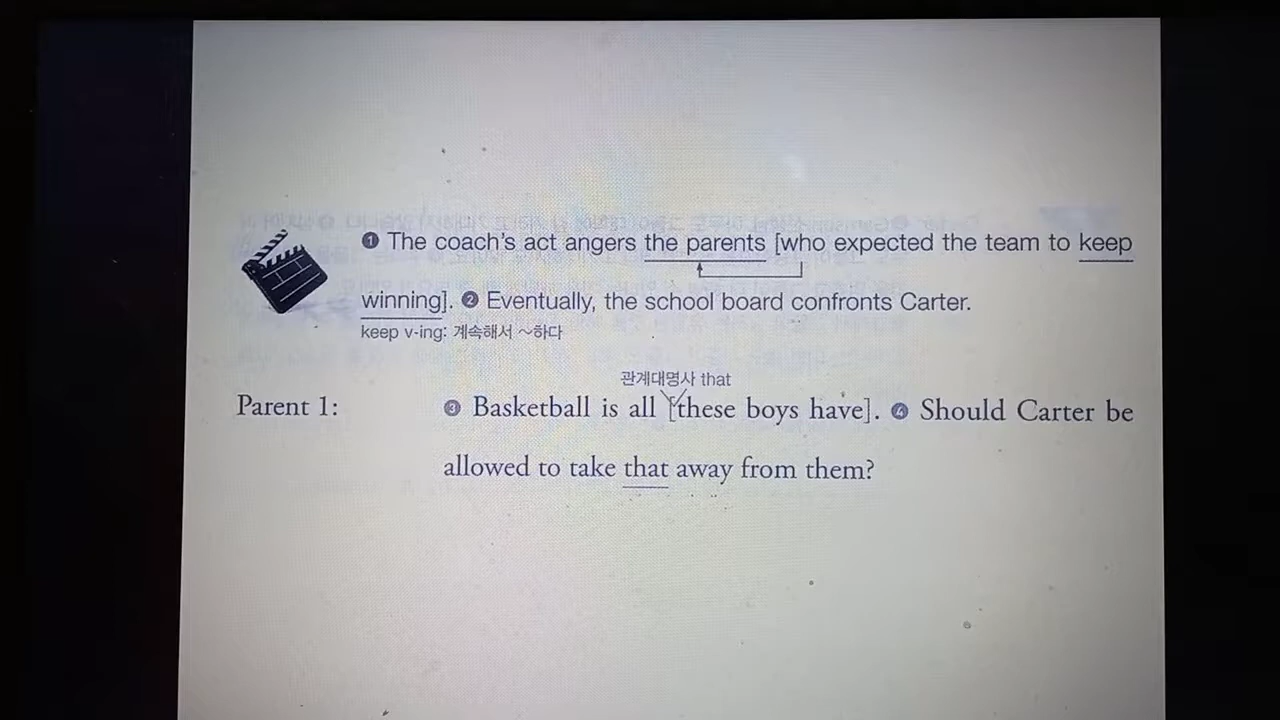 ❶ The coach's act angers the parents [who expected the team to keep
winning]. ❷ Eventually, the school board confronts Carter.
keep v-ing: 계속해서 ~하다
관계대명사 that
Parent 1: ❸ Basketball is all [these boys have]. ❹ Should Carter be
allowed to take that away from them?